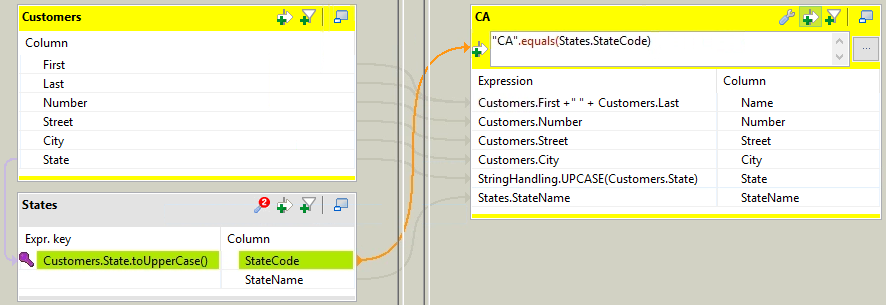 Customers
Column
First
Last
Number
Street
City
State
States
2
Expr. key Column
Customers.State.toUpperCase() StateCode
StateName
CA
"CA".equals(States.StateCode)
...
Expression Column
Customers.First +" " + Customers.Last Name
Customers.Number Number
Customers.Street Street
Customers.City City
StringHandling.UPCASE(Customers.State) State
States.StateName StateName